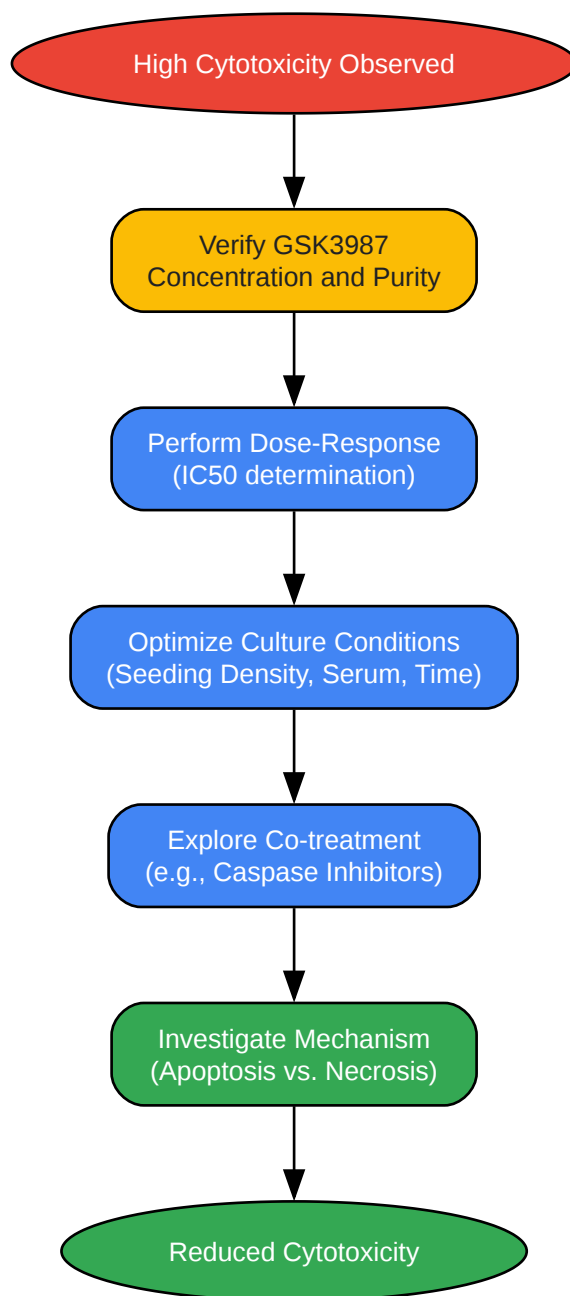 High Cytotoxicity Observed
Verify GSK3987
Concentration and Purity
Perform Dose-Response
(IC50 determination)
Optimize Culture Conditions
(Seeding Density, Serum, Time)
Explore Co-treatment
(e.g., Caspase Inhibitors)
Investigate Mechanism
(Apoptosis vs. Necrosis)
Reduced Cytotoxicity